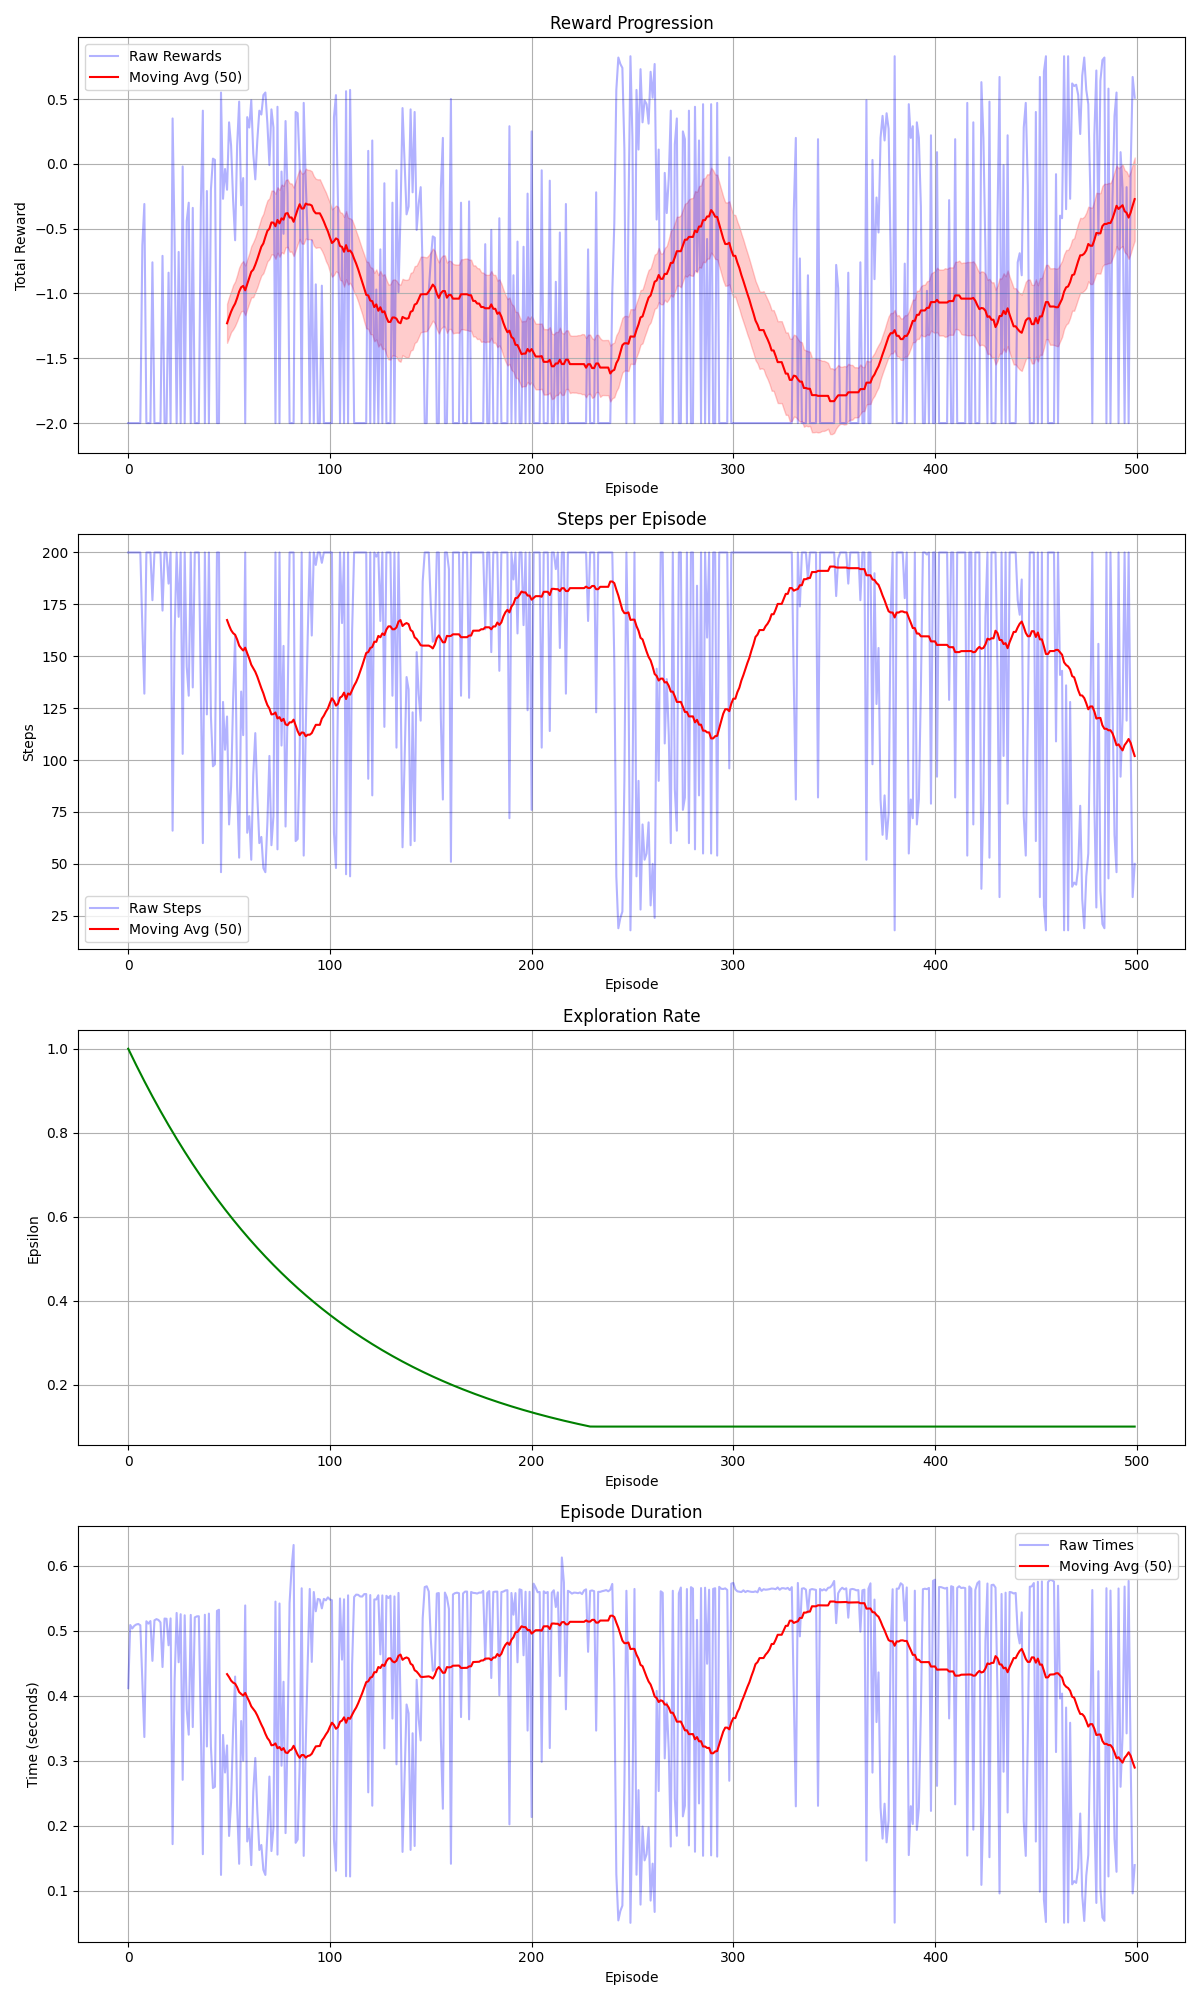 Reward Progression
Raw Rewards
Moving Avg (50)
Total Reward
0.5
0.0
−0.5
−1.0
−1.5
−2.0
0 100 200 300 400 500
Episode
Steps per Episode
Steps
200
175
150
125
100
75
50
25
Raw Steps
Moving Avg (50)
0 100 200 300 400 500
Episode
Exploration Rate
Epsilon
1.0
0.8
0.6
0.4
0.2
0 100 200 300 400 500
Episode
Episode Duration
Raw Times
Moving Avg (50)
Time (seconds)
0.6
0.5
0.4
0.3
0.2
0.1
0 100 200 300 400 500
Episode